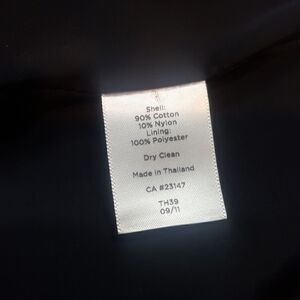 Shell:
90% Cotton
10% Nylon
Lining:
100% Polyester
Dry Clean
Made in Thailand
CA #23147
TH39
09/11